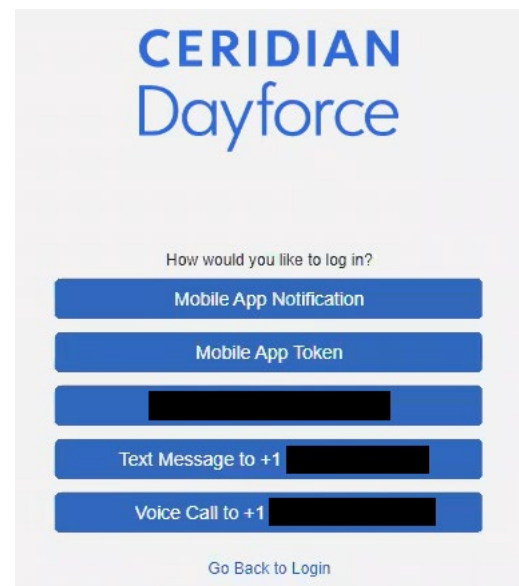 CERIDIAN
Dayforce
How would you like to log in?
Mobile App Notification
Mobile App Token
Text Message to +1
Voice Call to +1
Go Back to Login